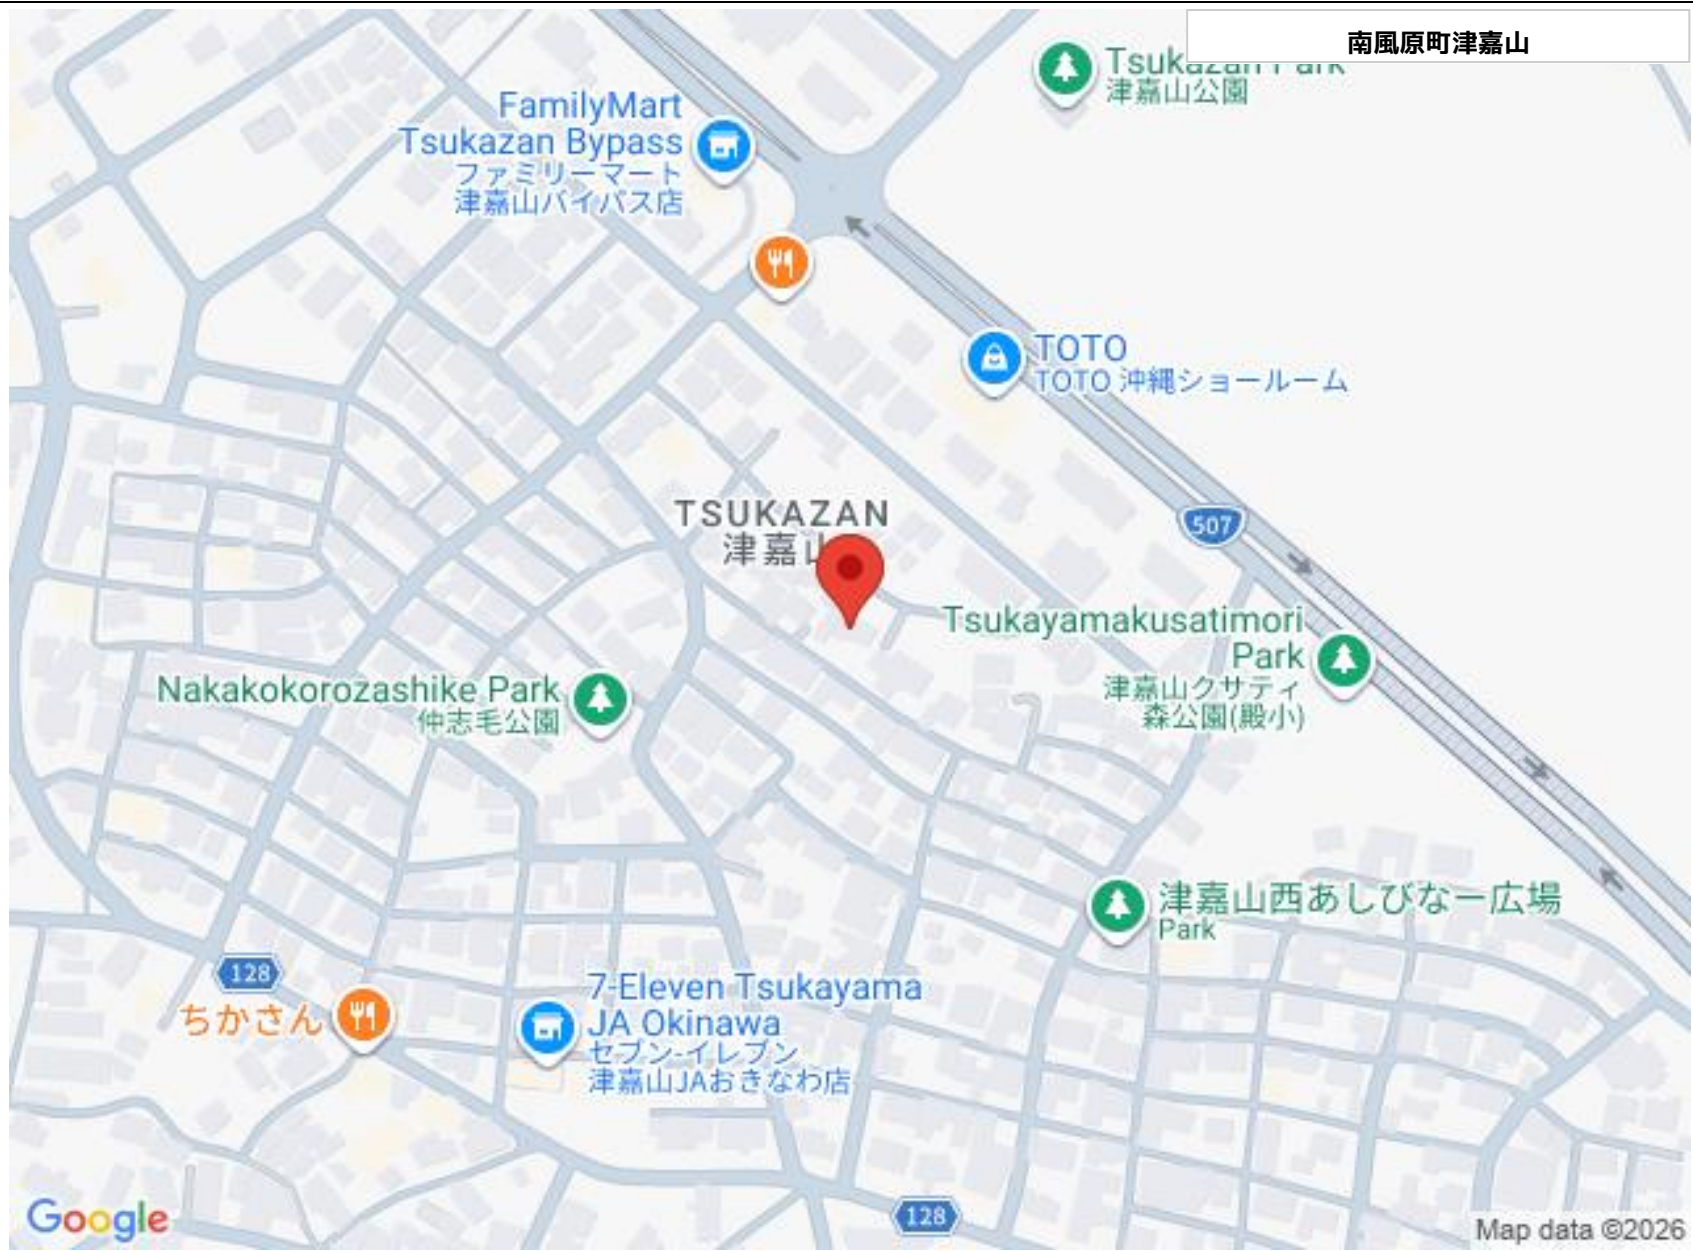 南風原町津嘉山
Tsukazan Park
津嘉山公園
FamilyMart
Tsukazan Bypass
ファミリーマート
津嘉山バイパス店
TOTO
TOTO 沖縄ショールーム
TSUKAZAN
津嘉山
507
Tsukayamakusatimori
Park
津嘉山クサティ
森公園(殿小)
Nakakokorozashike Park
仲志毛公園
津嘉山西あしびなー広場
Park
128
ちかさん
7-Eleven Tsukayama
JA Okinawa
セブン-イレブン
津嘉山JAおきなわ店
128
Google
Map data ©2026